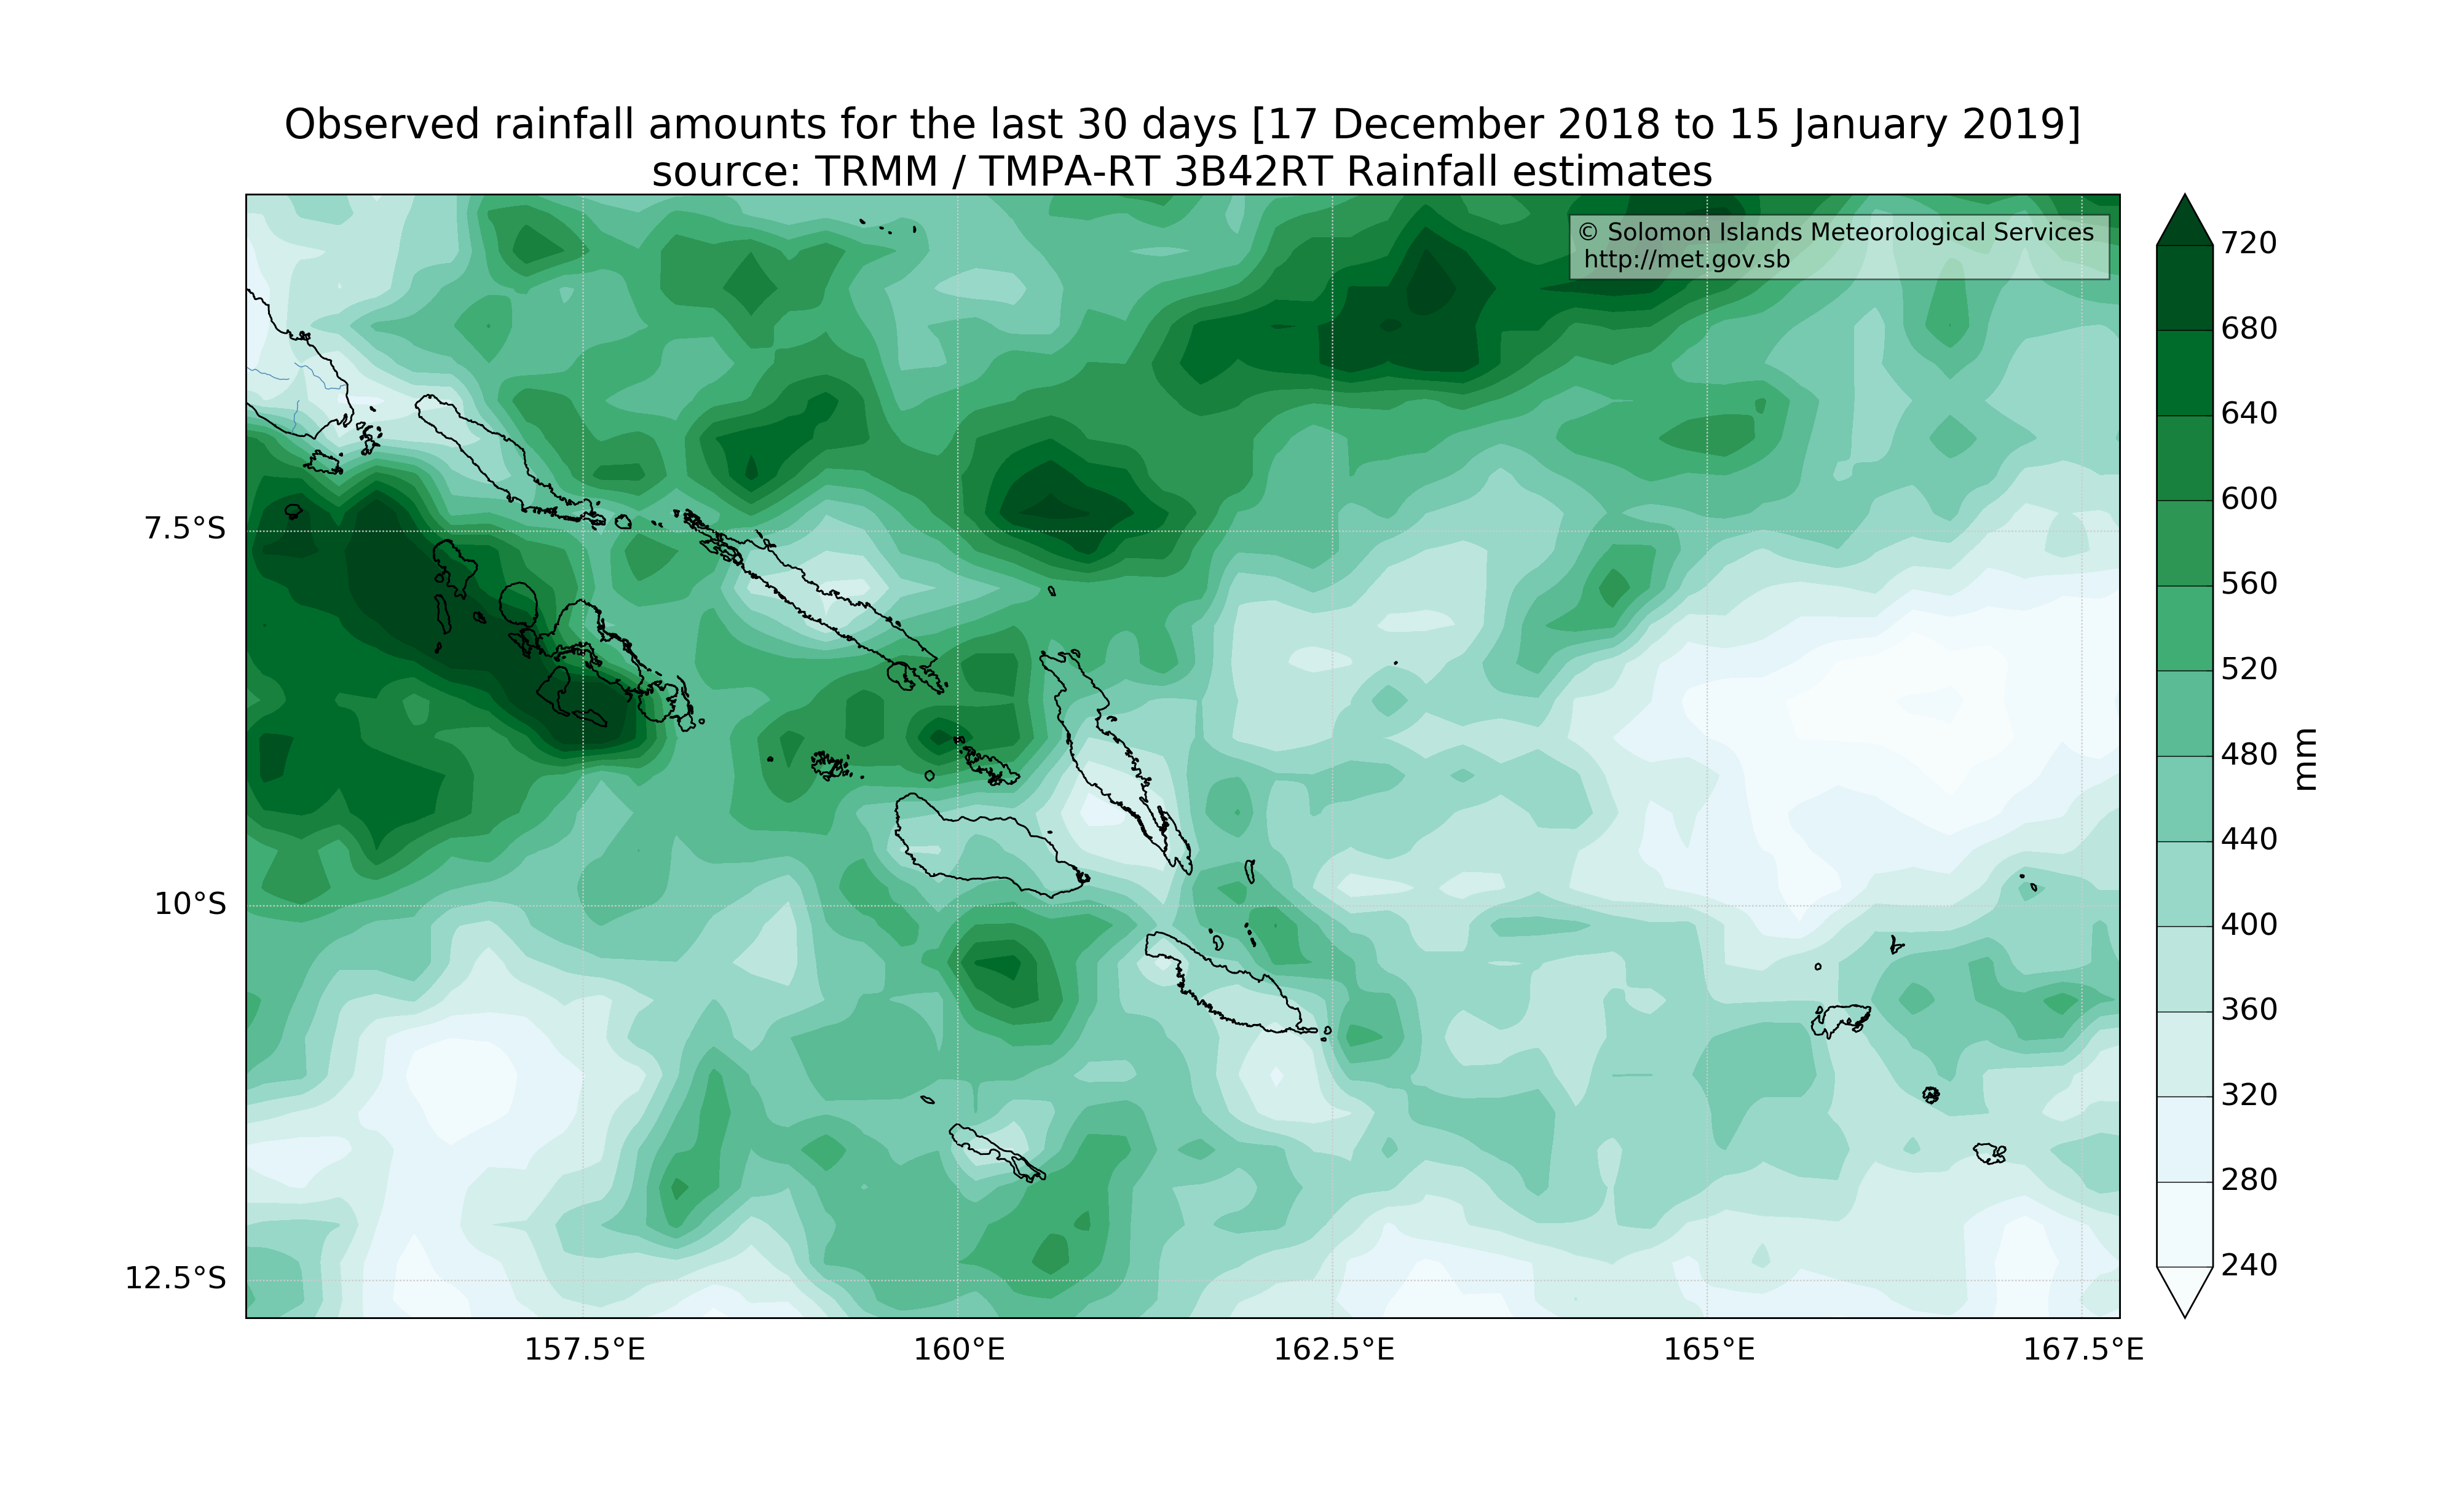 Observed rainfall amounts for the last 30 days [17 December 2018 to 15 January 2019]
source: TRMM / TMPA-RT 3B42RT Rainfall estimates
© Solomon Islands Meteorological Services
http://met.gov.sb
7.5°S
10°S
12.5°S
157.5°E
160°E
162.5°E
165°E
167.5°E
720
680
640
600
560
520
480
440
400
360
320
280
240
mm